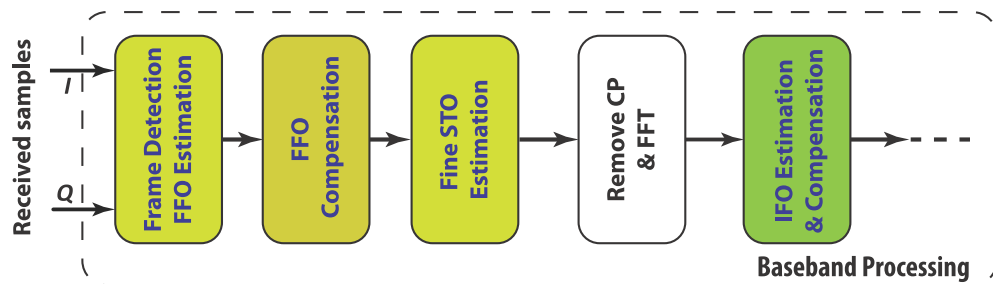 Received samples
I
Q
Frame Detection
FFO Estimation
FFO
Compensation
Fine STO
Estimation
Remove CP
& FFT
IFO Estimation
& Compensation
Baseband Processing